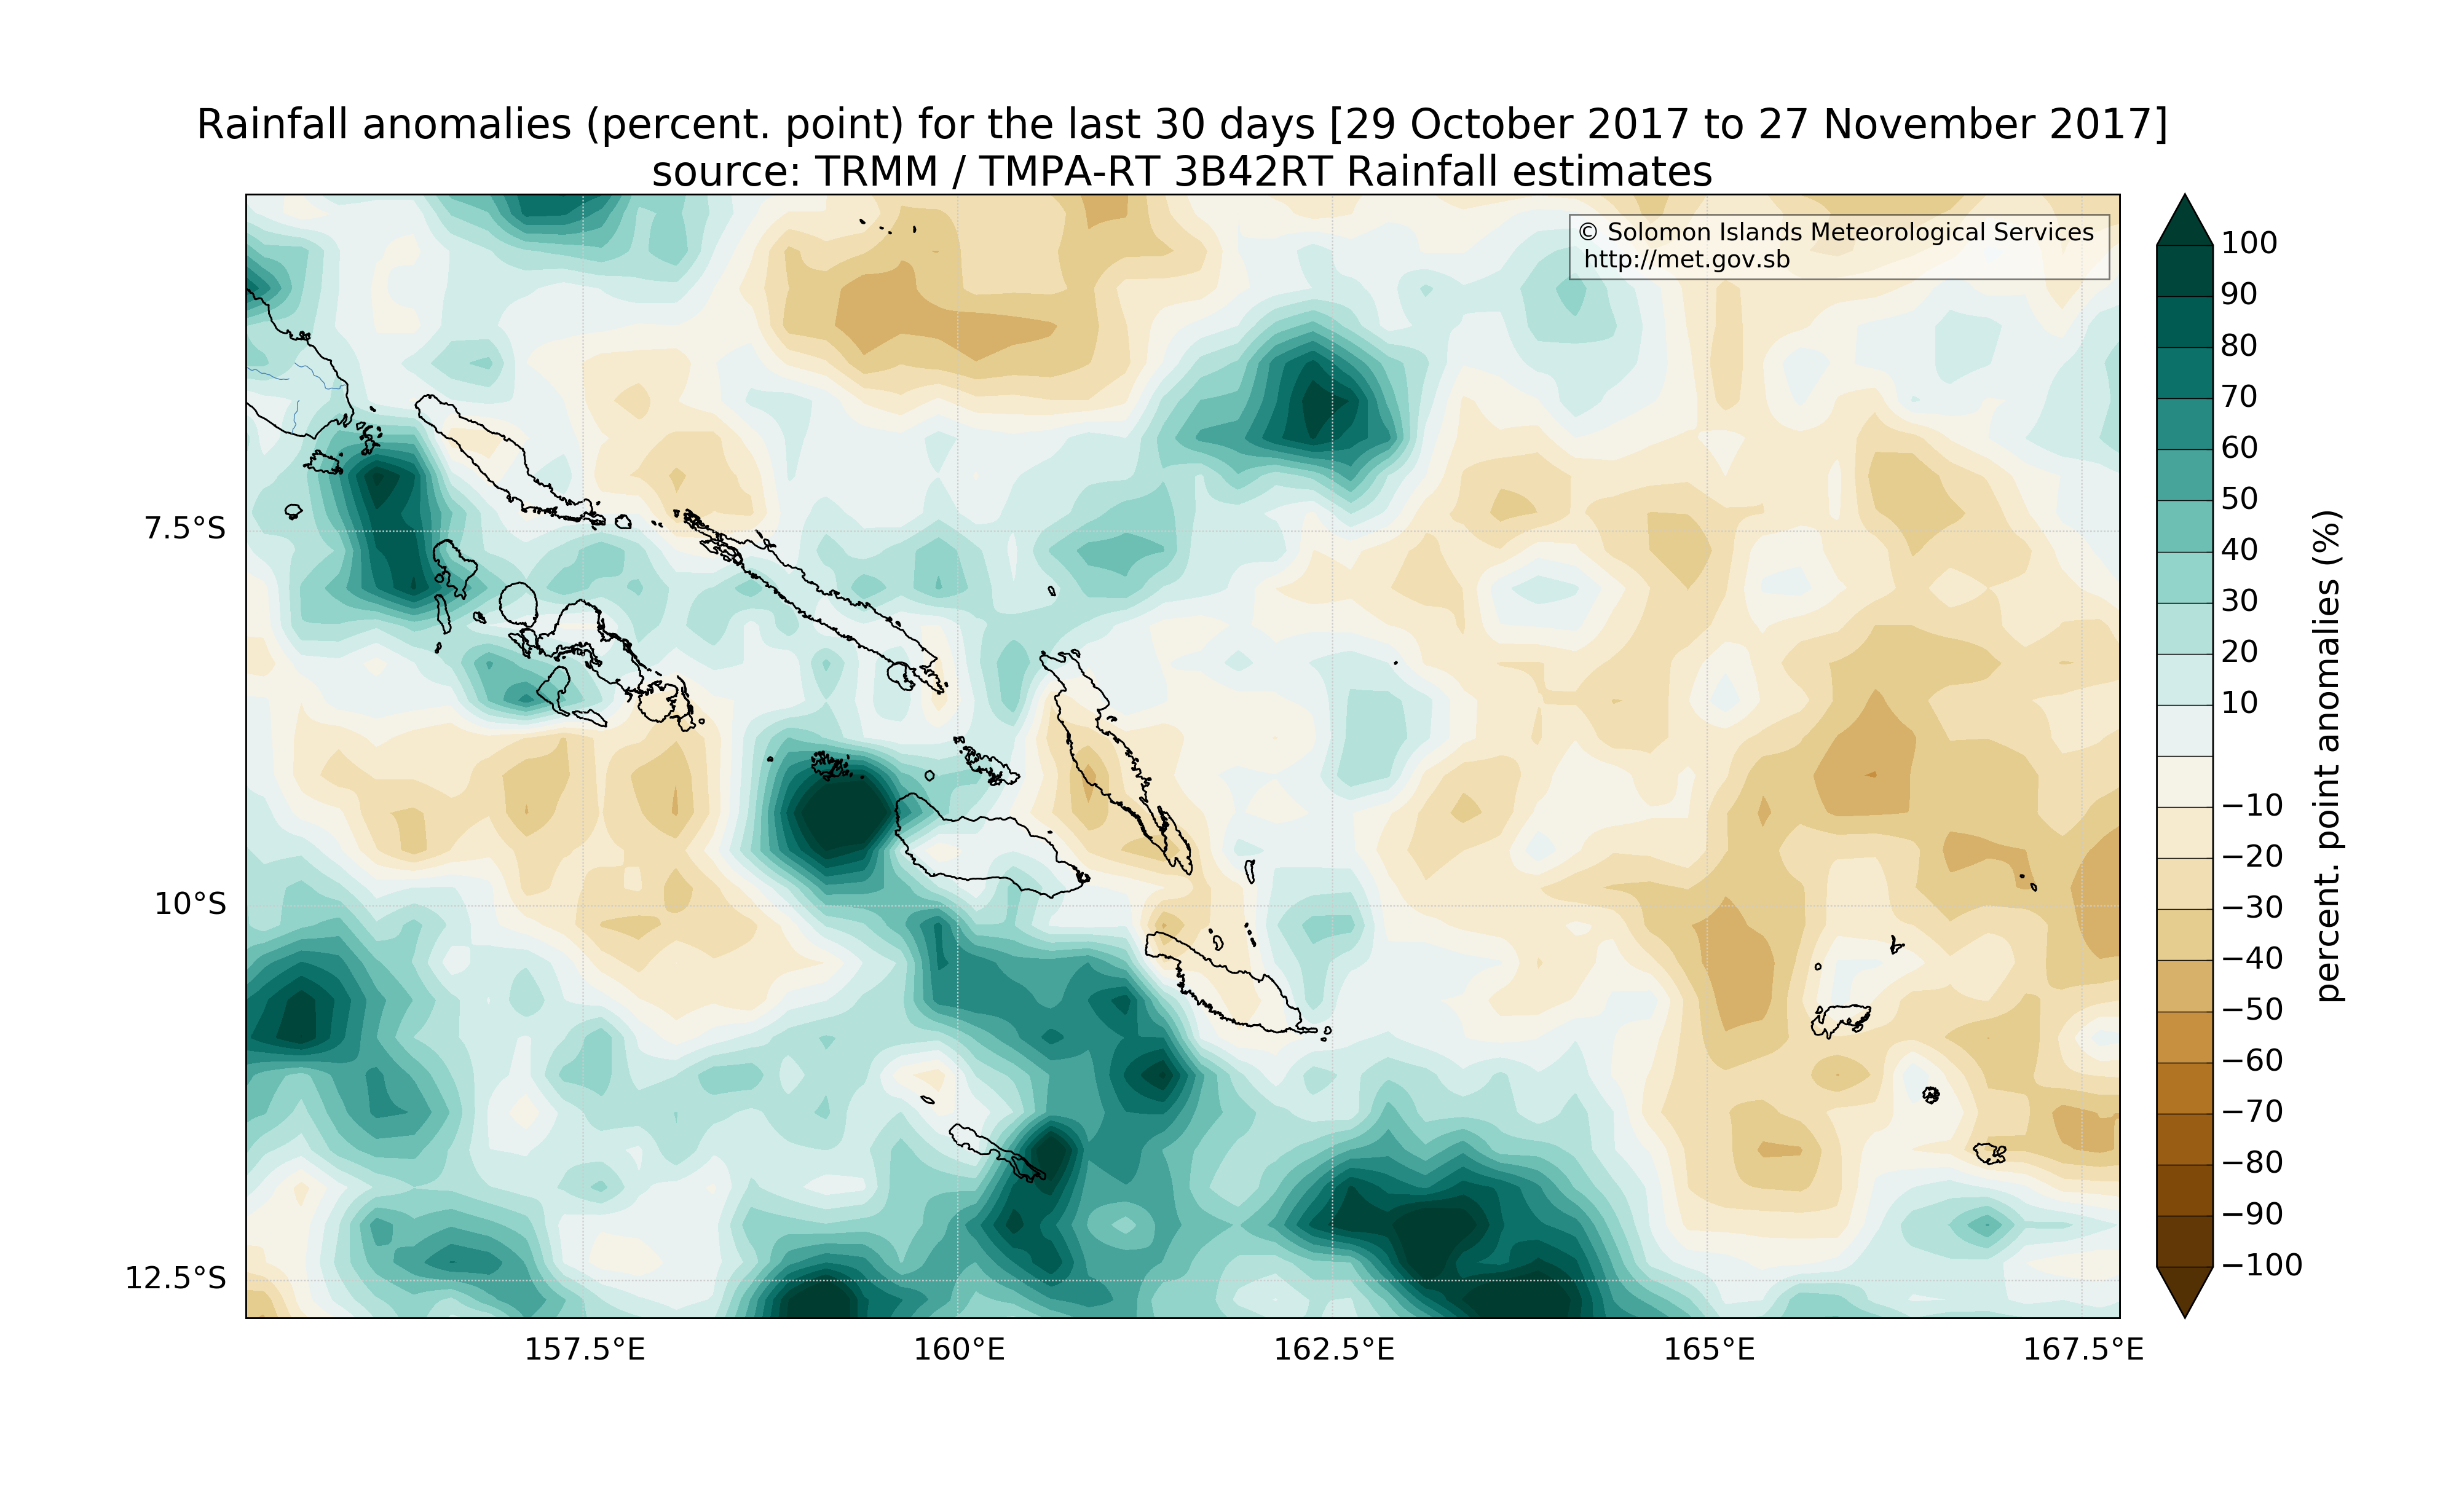 Rainfall anomalies (percent. point) for the last 30 days [29 October 2017 to 27 November 2017]
source: TRMM / TMPA-RT 3B42RT Rainfall estimates
© Solomon Islands Meteorological Services
http://met.gov.sb
7.5°S
10°S
12.5°S
157.5°E
160°E
162.5°E
165°E
167.5°E
100
90
80
70
60
50
40
30
20
10
−10
−20
−30
−40
−50
−60
−70
−80
−90
−100
percent. point anomalies (%)